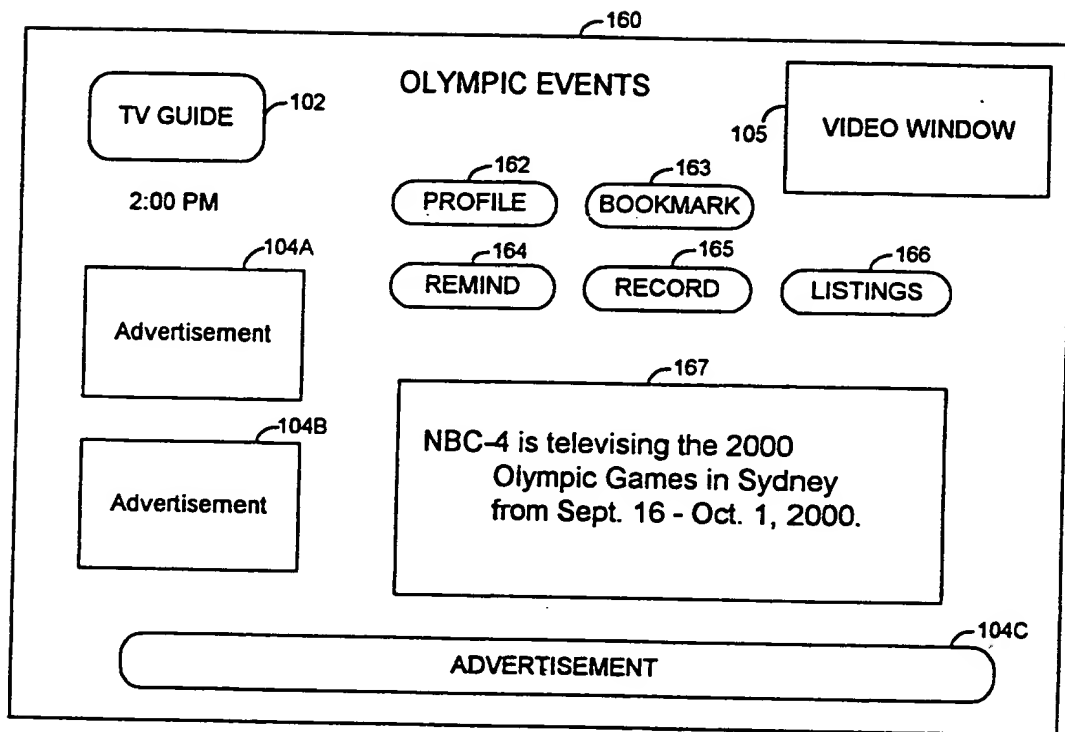 160
OLYMPIC EVENTS
TV GUIDE
102
105
VIDEO WINDOW
2:00 PM
162
PROFILE
163
BOOKMARK
164
REMIND
165
RECORD
166
LISTINGS
104A
Advertisement
104B
Advertisement
167
NBC-4 is televising the 2000
Olympic Games in Sydney
from Sept. 16 - Oct. 1, 2000.
104C
ADVERTISEMENT